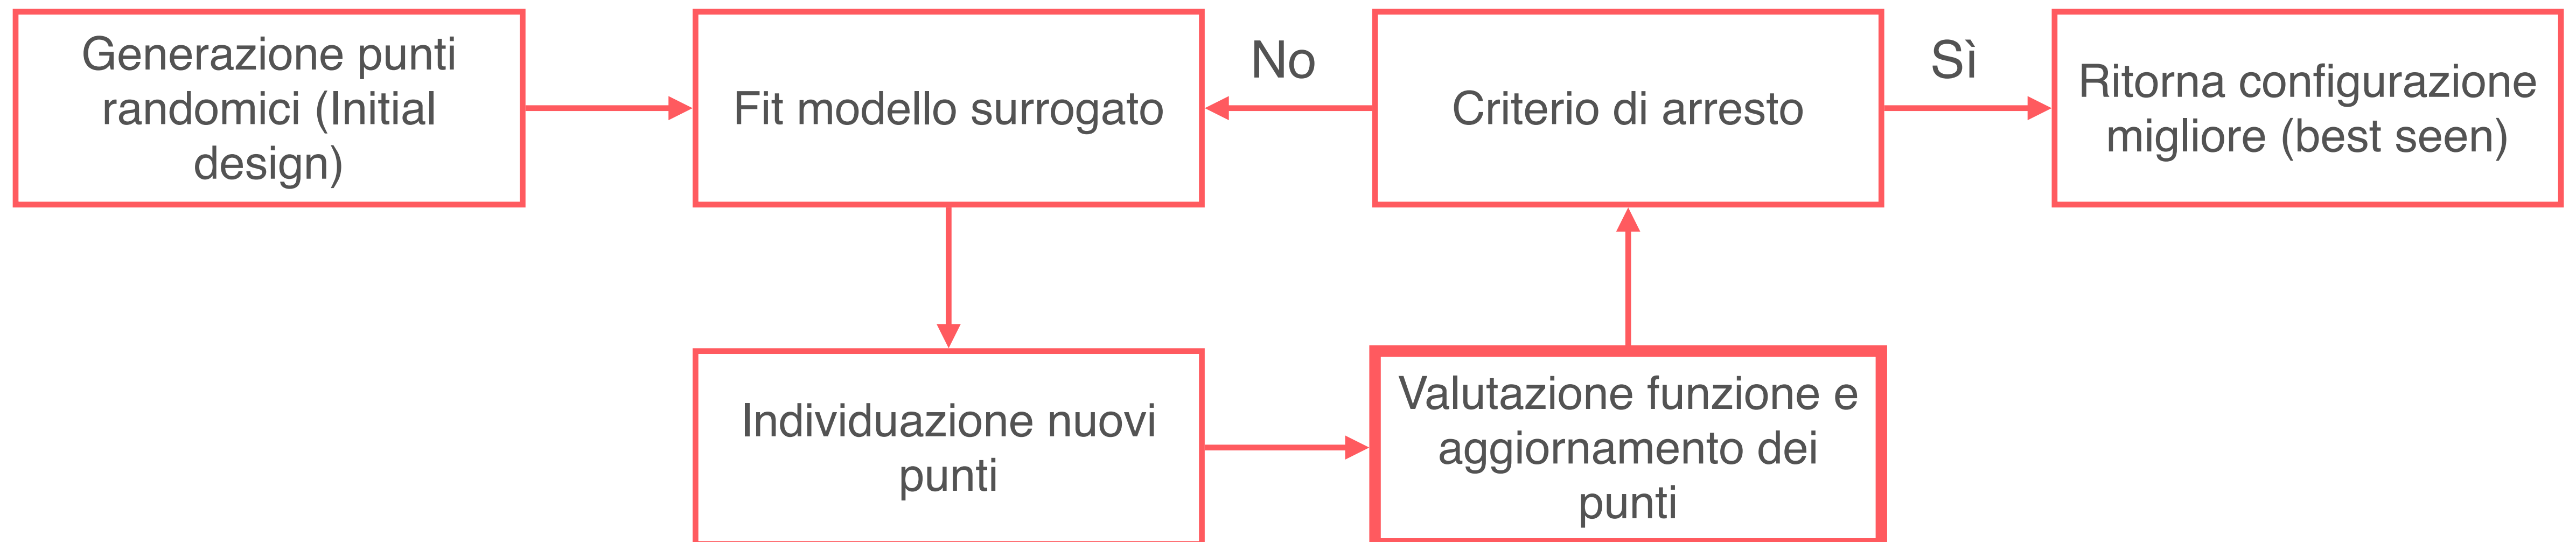 Generazione punti
randomici (Initial
design)
Fit modello surrogato
No
Criterio di arresto
Sì
Ritorna configurazione
migliore (best seen)
Individuazione nuovi
punti
Valutazione funzione e
aggiornamento dei
punti